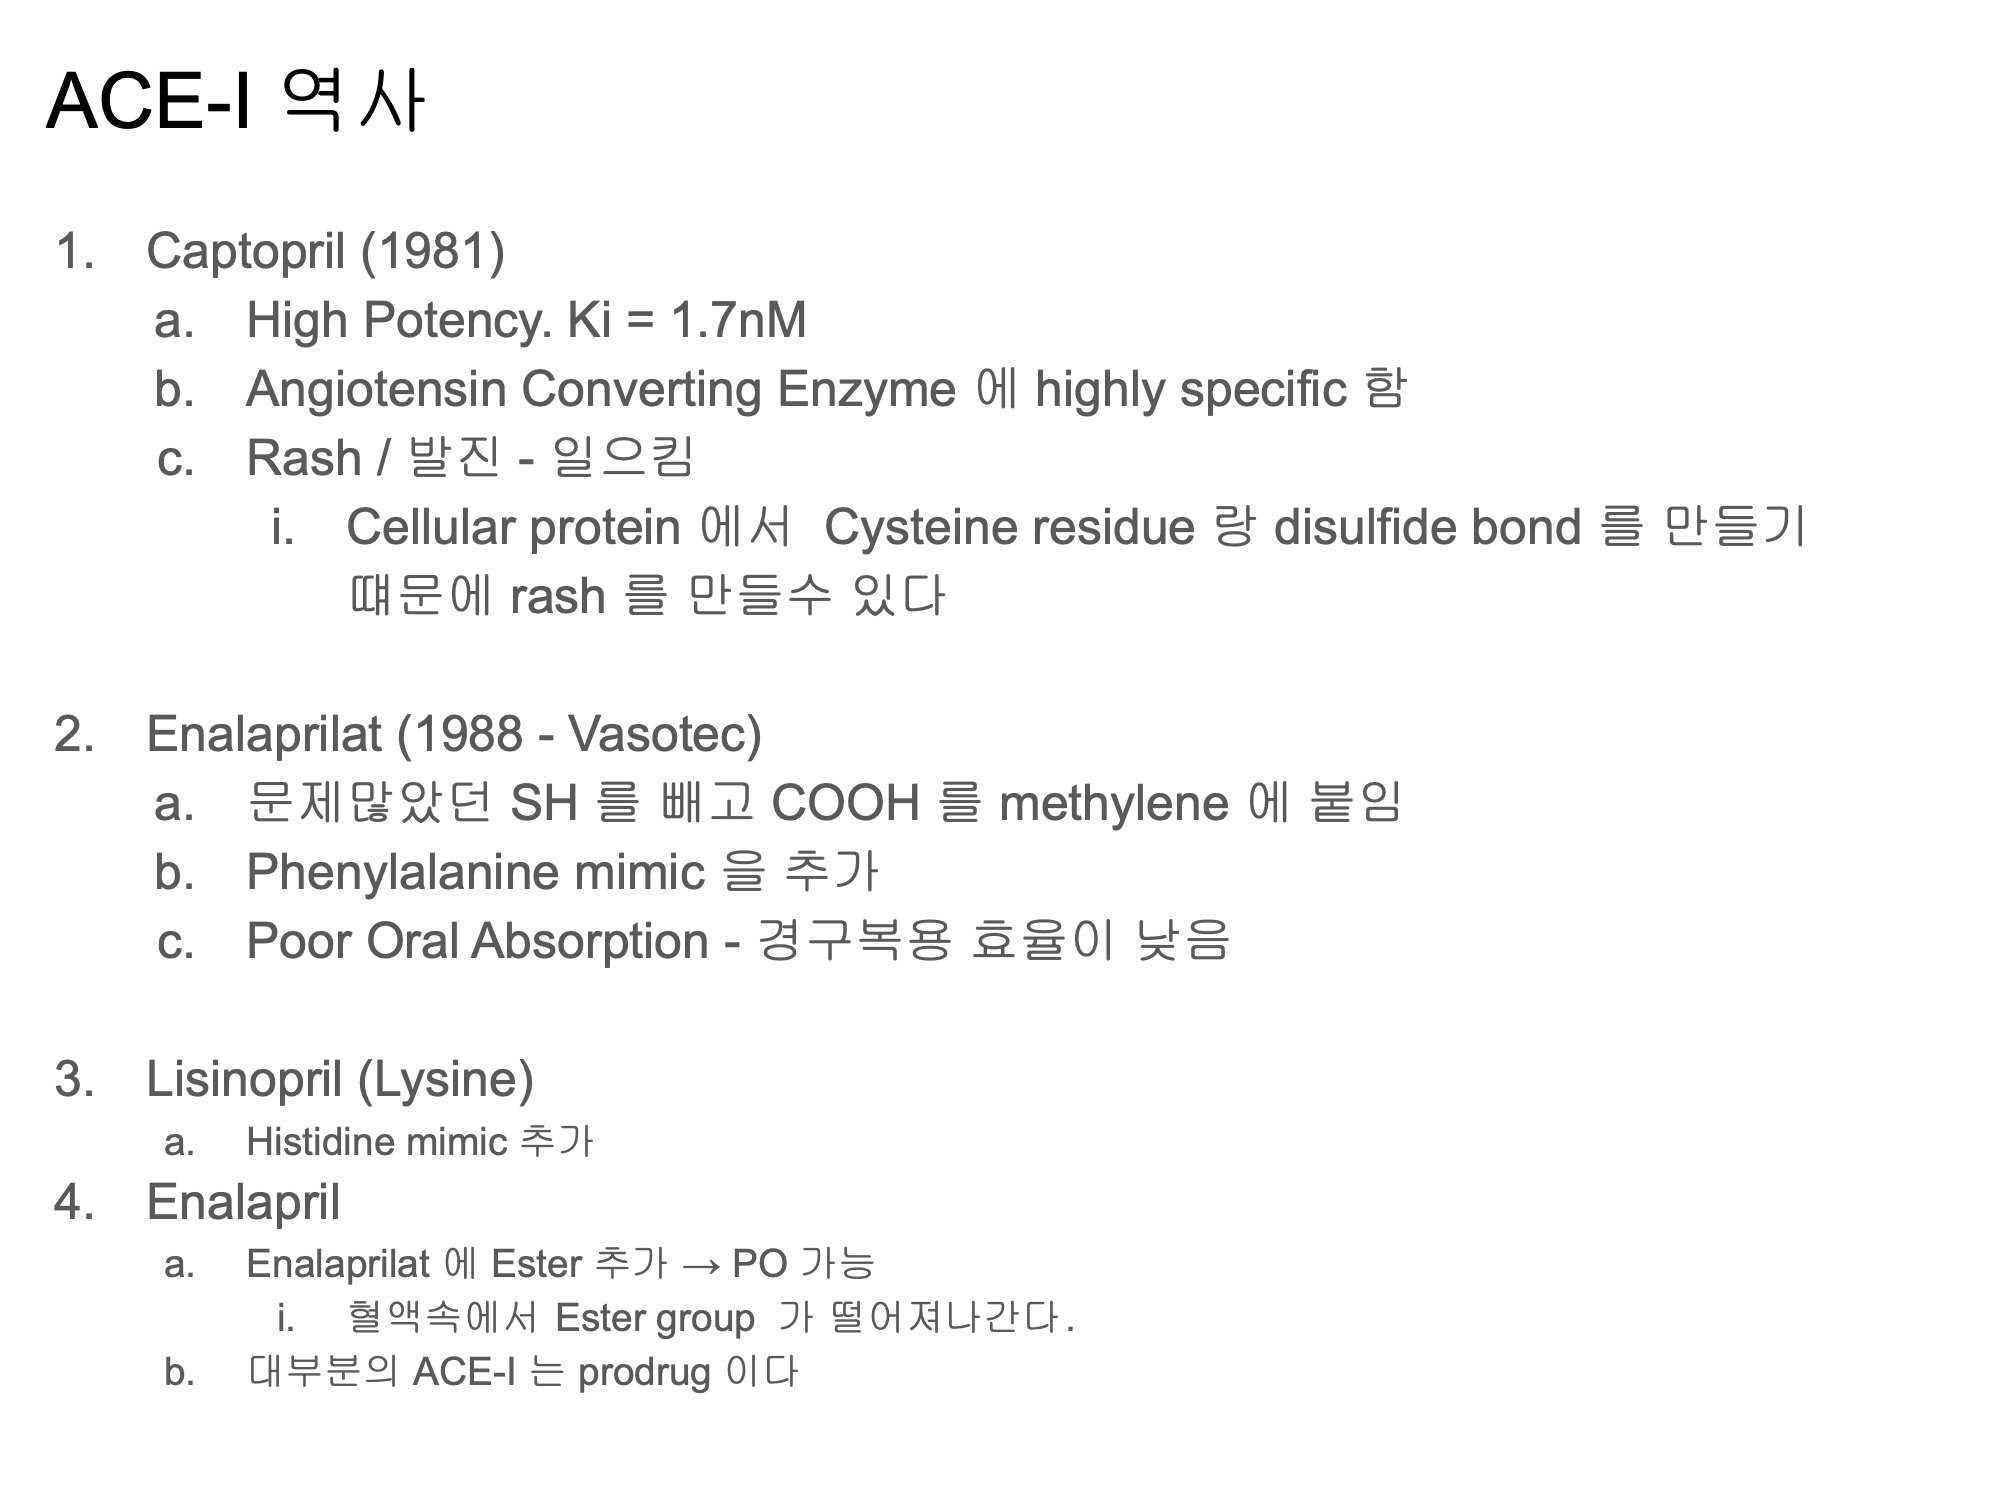 ACE-I 역사
1. Captopril (1981)
a. High Potency. Ki = 1.7nM
b. Angiotensin Converting Enzyme 에 highly specific 함
c. Rash / 발진 - 일으킴
i. Cellular protein 에서 Cysteine residue 랑 disulfide bond 를 만들기
떄문에 rash 를 만들수 있다
2. Enalaprilat (1988 - Vasotec)
a. 문제많았던 SH 를 빼고 COOH 를 methylene 에 붙임
b. Phenylalanine mimic 을 추가
c. Poor Oral Absorption - 경구복용 효율이 낮음
3. Lisinopril (Lysine)
a. Histidine mimic 추가
4. Enalapril
a. Enalaprilat 에 Ester 추가 → PO 가능
i. 혈액속에서 Ester group 가 떨어져나간다.
b. 대부분의 ACE-I 는 prodrug 이다